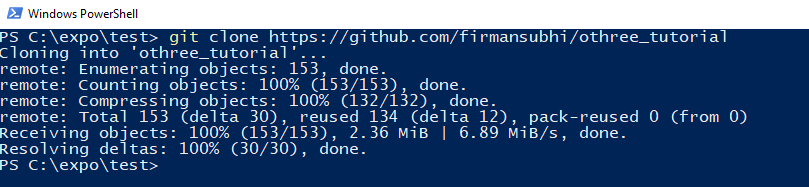 Windows PowerShell
PS C:\expo\test> git clone https://github.com/firmansubhi/othree_tutorial
Cloning into 'othree_tutorial'...
remote: Enumerating objects: 153, done.
remote: Counting objects: 100% (153/153), done.
remote: Compressing objects: 100% (132/132), done.
remote: Total 153 (delta 30), reused 134 (delta 12), pack-reused 0 (from 0)
Receiving objects: 100% (153/153), 2.36 MiB | 6.89 MiB/s, done.
Resolving deltas: 100% (30/30), done.
PS C:\expo\test>